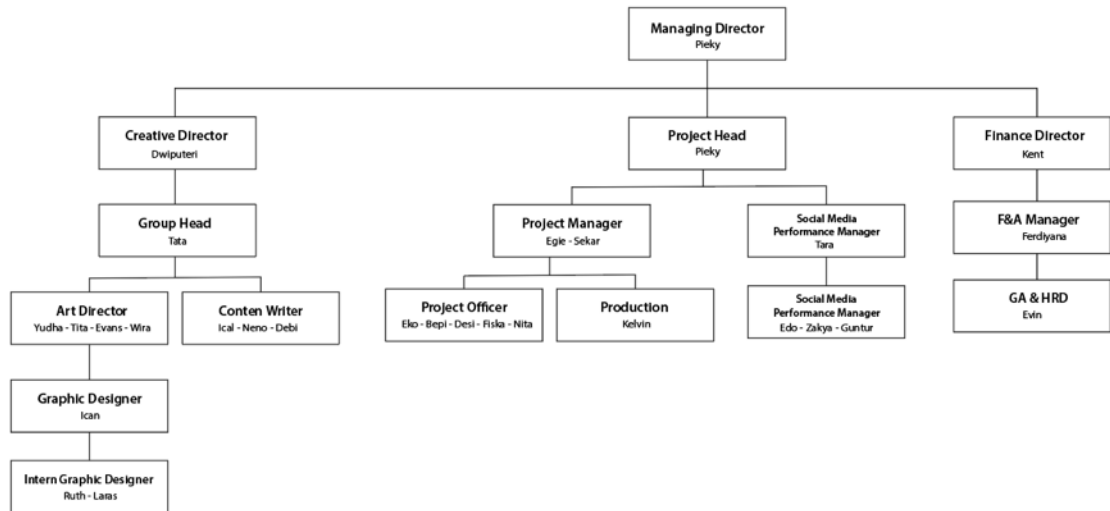 Managing Director
Pieky
Creative Director
Dwiputeri
Project Head
Pieky
Finance Director
Kent
Group Head
Tata
Project Manager
Egie - Sekar
Social Media
Performance Manager
Tara
F&A Manager
Ferdiyana
Art Director
Yudha - Tita - Evans - Wira
Conten Writer
Ical - Neno - Debi
Project Officer
Eko - Bepi - Desi - Fiska - Nita
Production
Kelvin
Social Media
Performance Manager
Edo - Zakya - Guntur
GA & HRD
Evin
Graphic Designer
Ican
Intern Graphic Designer
Ruth - Laras